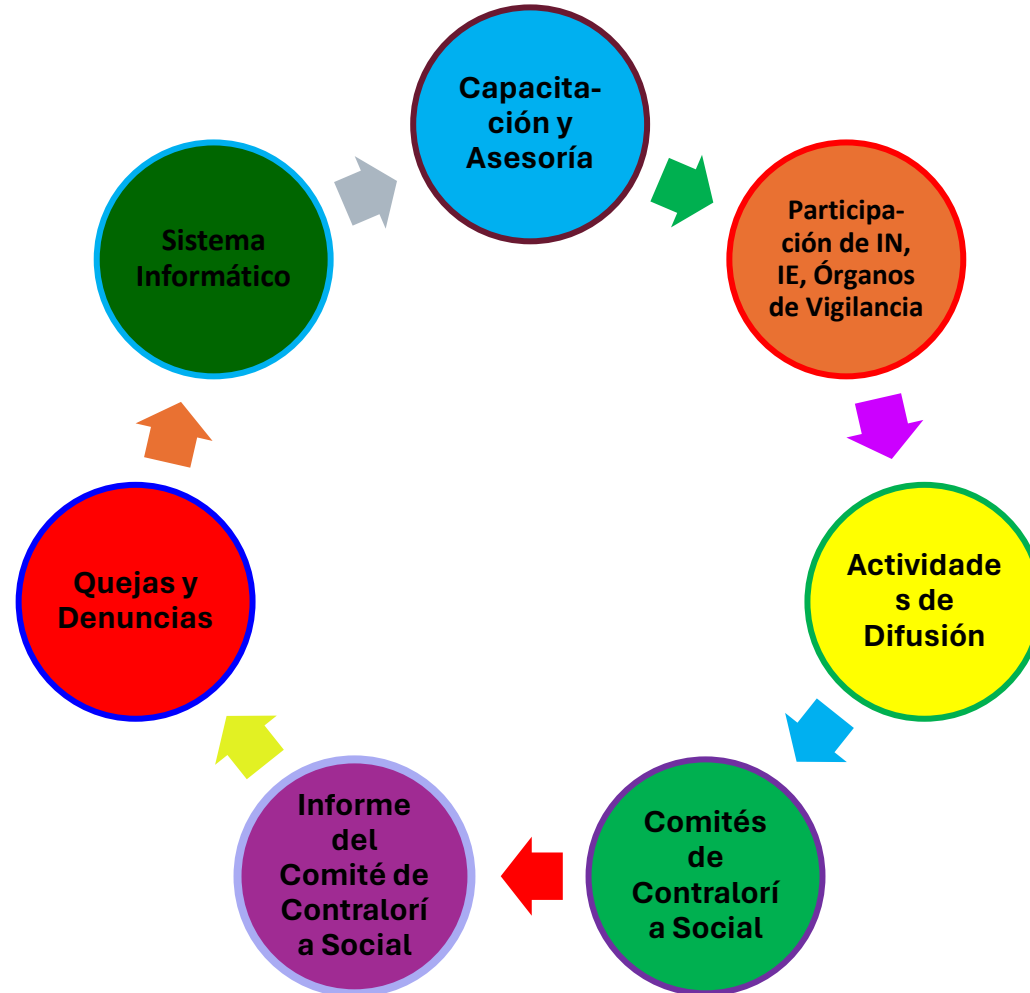 Capacita-
ción y
Asesoría
Participa-
ción de IN,
IE, Órganos
de Vigilancia
Actividade
s de
Difusión
Comités
de
Contralorí
a Social
Informe
del
Comité de
Contralorí
a Social
Quejas y
Denuncias
Sistema
Informático